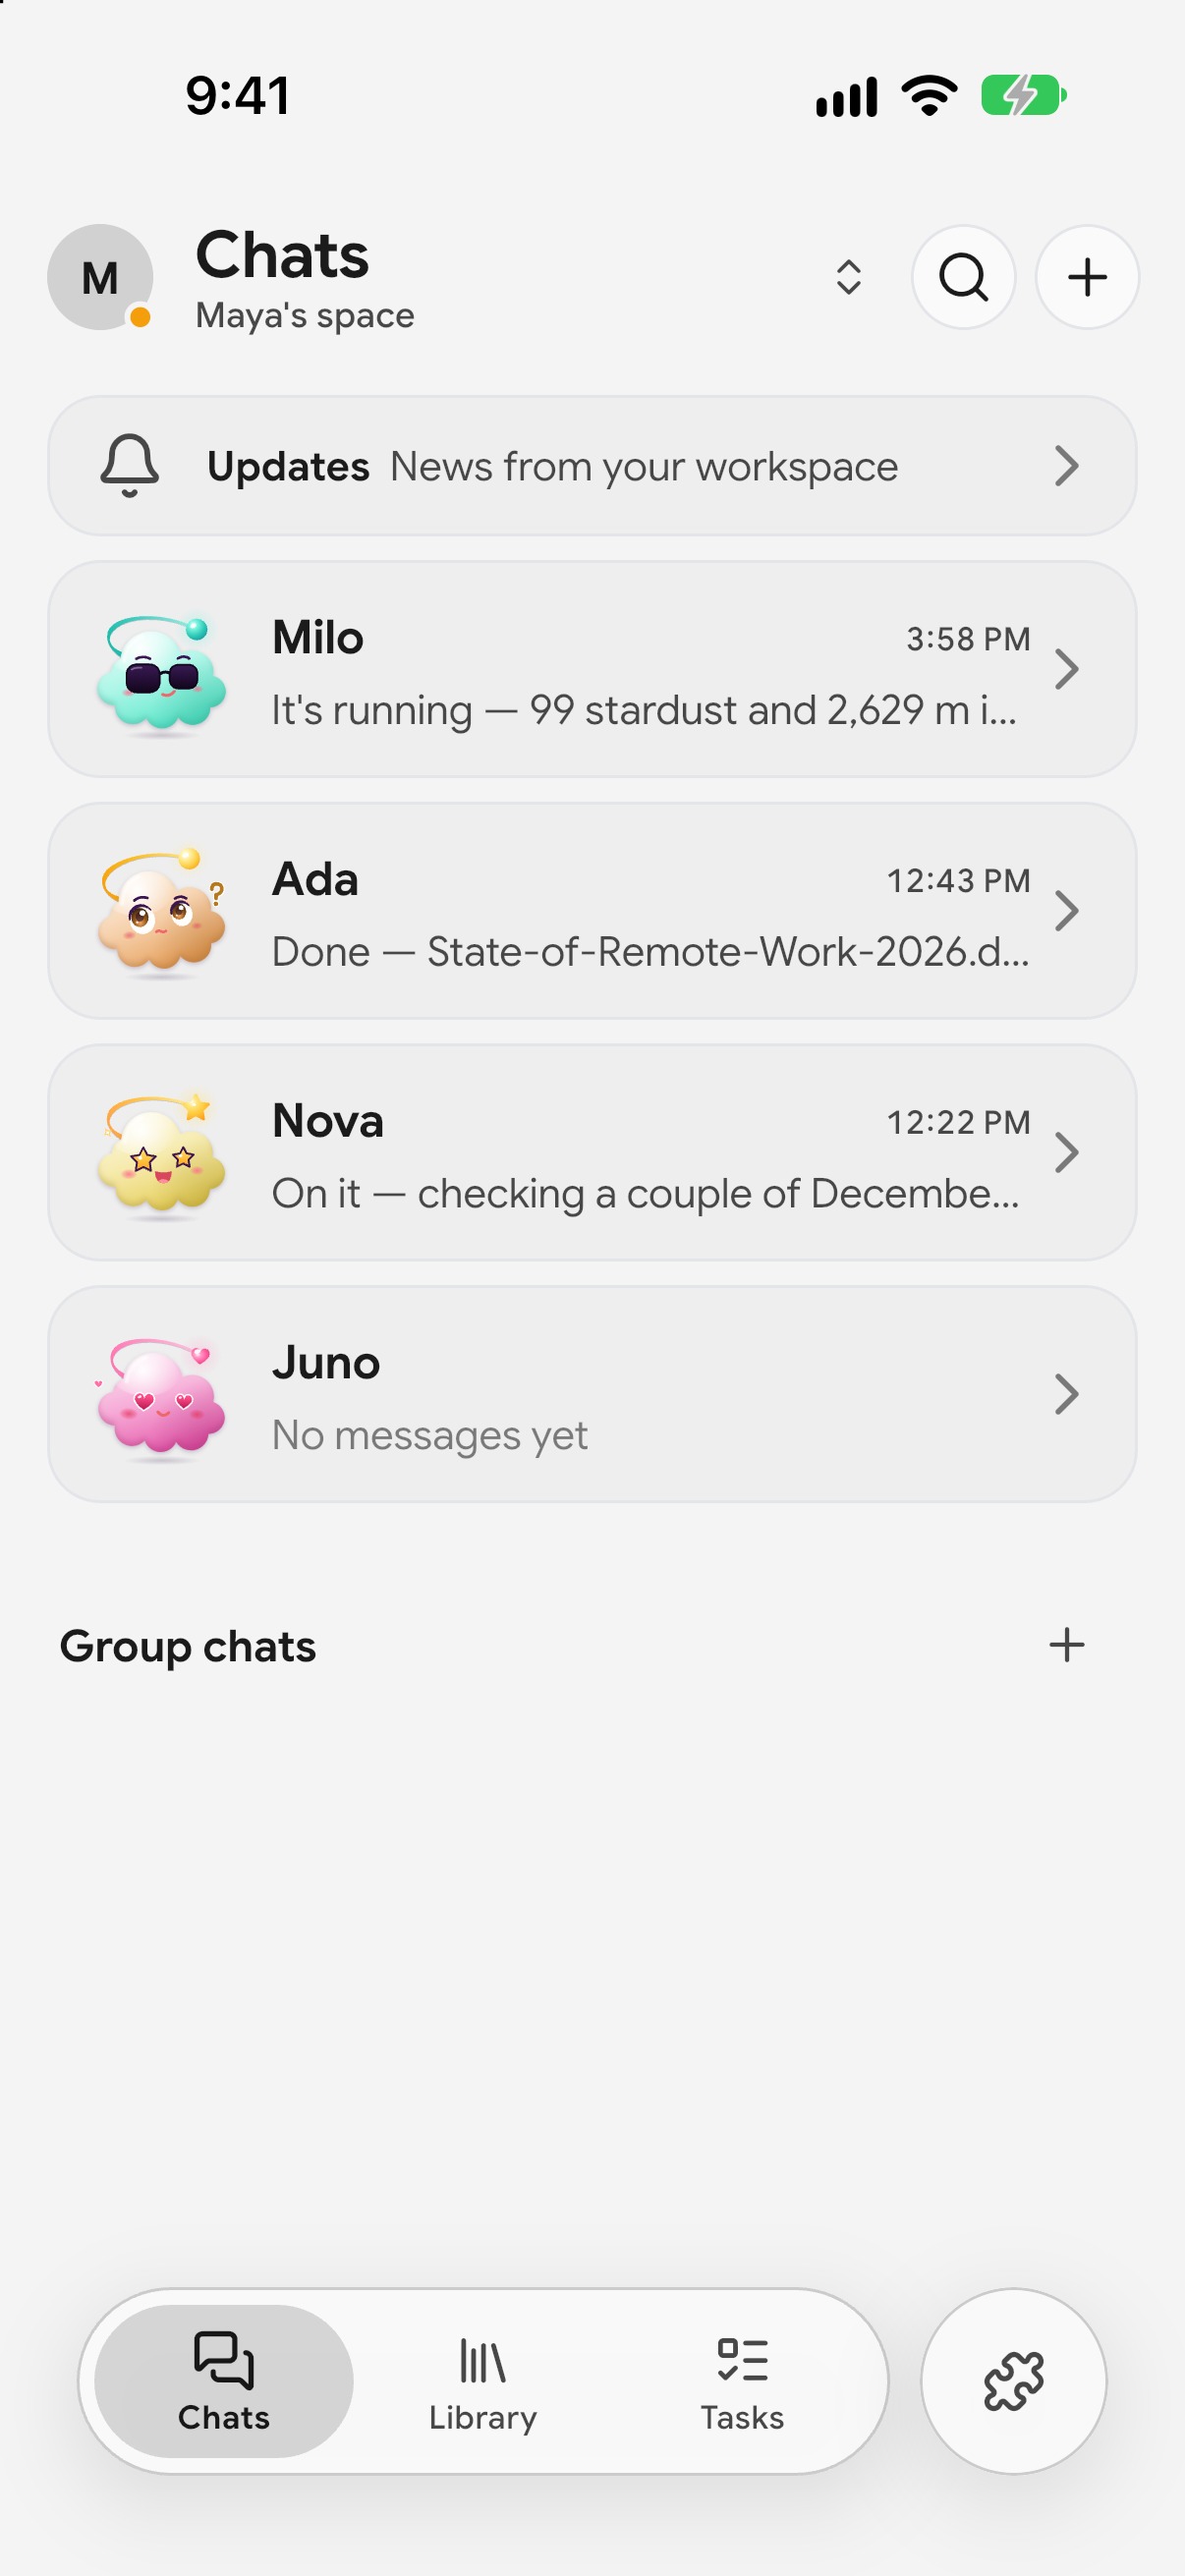 9:41
M
Chats
Maya's space
Updates News from your workspace
Milo
3:58 PM
It's running — 99 stardust and 2,629 m i...
Ada
12:43 PM
?
Done — State-of-Remote-Work-2026.d...
Nova
12:22 PM
On it — checking a couple of Decembe...
Juno
No messages yet
Group chats
Chats
Library
Tasks